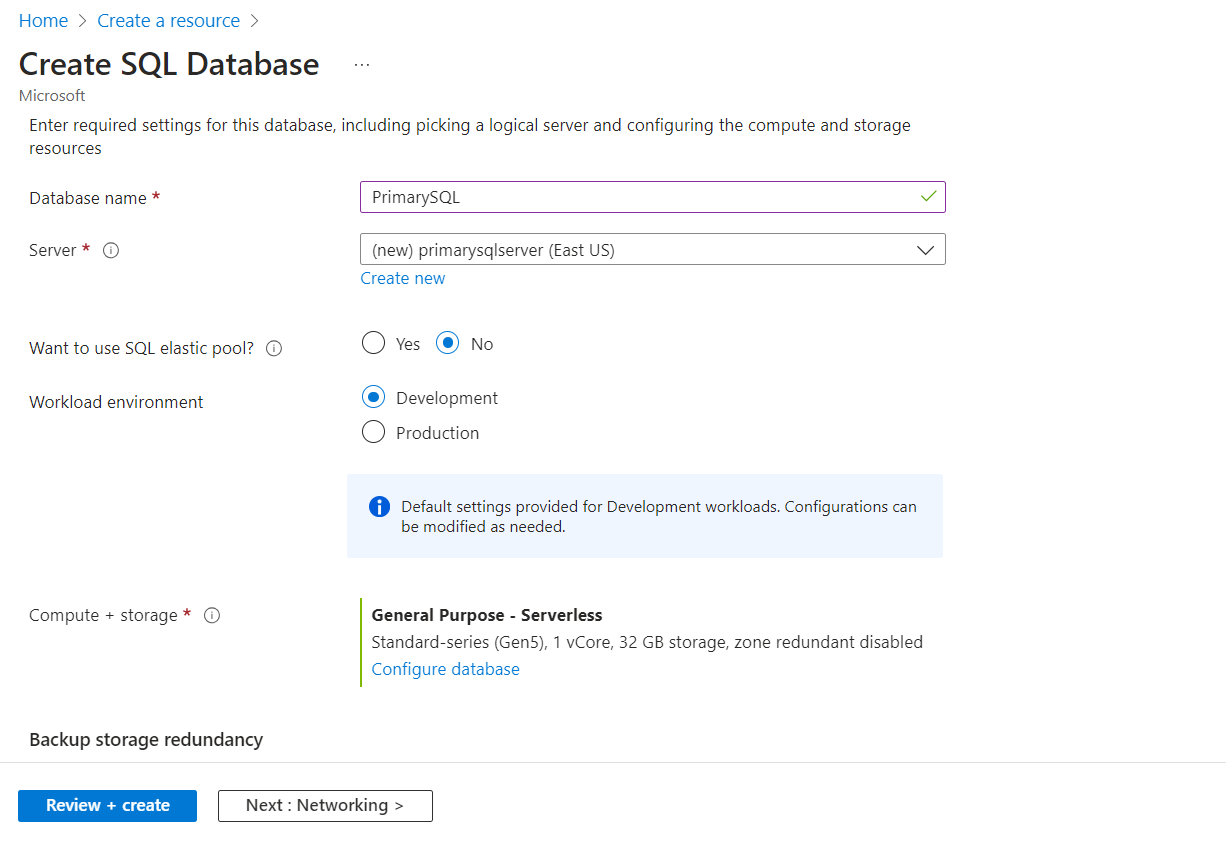 Home > Create a resource >
Create SQL Database ...
Microsoft
Enter required settings for this database, including picking a logical server and configuring the compute and storage
resources
Database name *
PrimarySQL
Server *
(new) primarysqlserver (East US)
Create new
Want to use SQL elastic pool?
Yes
No
Workload environment
Development
Production
Default settings provided for Development workloads. Configurations can
be modified as needed.
Compute + storage *
General Purpose - Serverless
Standard-series (Gen5), 1 vCore, 32 GB storage, zone redundant disabled
Configure database
Backup storage redundancy
Review + create
Next : Networking >